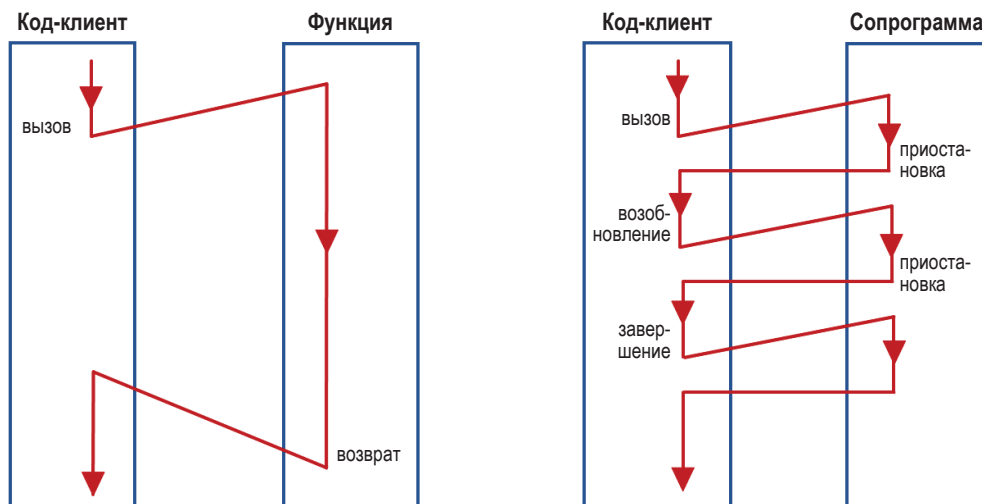 Код-клиент
Функция
вызов
возврат
Код-клиент
Сопрограмма
вызов
приоста-
новка
возоб-
новление
приоста-
новка
завер-
шение